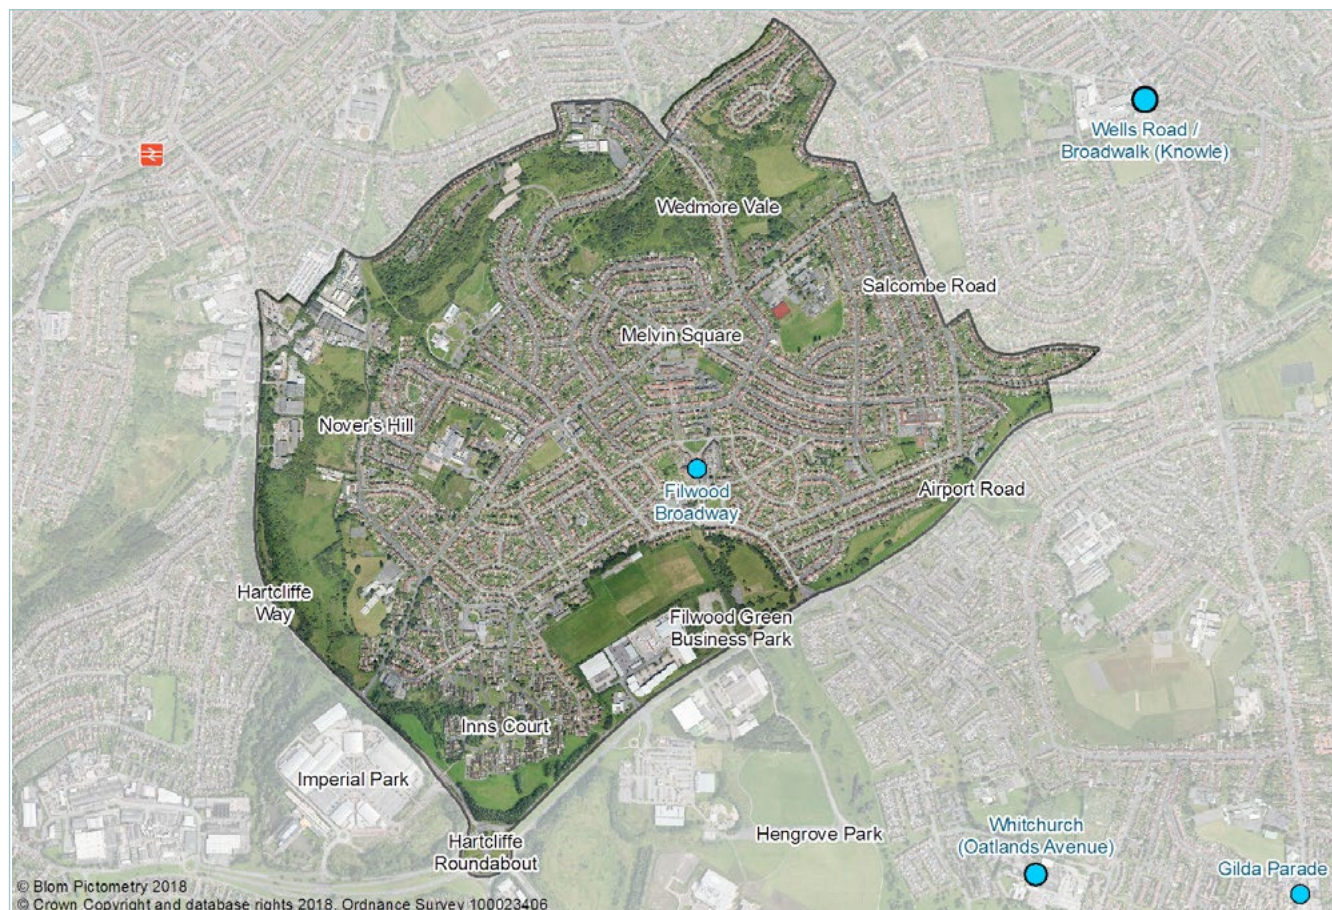 Wells Road /
Broadwalk (Knowle)
Wedmore Vale
Salcombe Road
Melvin Square
Nover's Hill
Filwood
Broadway
Airport Road
Hartcliffe
Way
Filwood Green
Business Park
Inns Court
Imperial Park
Hengrove Park
Hartcliffe
Roundabout
Whitchurch
(Oatlands Avenue)
Gilda Parade
© Blom Pictometry 2018
© Crown Copyright and database rights 2018. Ordnance Survey 100023406